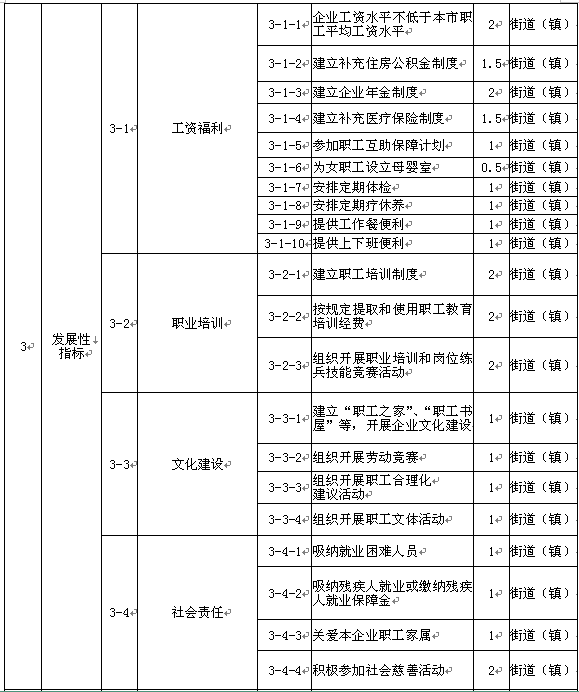 3-1-1 企业工资水平不低于本市职 2 街道（镇）
工平均工资水平
3-1-2 建立补充住房公积金制度 1.5 街道（镇）
3-1-3 建立企业年金制度 2 街道（镇）
3-1-4 建立补充医疗保险制度 1.5 街道（镇）
3-1 工资福利
3-1-5 参加职工互助保障计划 1 街道（镇）
3-1-6 为女职工设立母婴室 0.5 街道（镇）
3-1-7 安排定期体检 1 街道（镇）
3-1-8 安排定期疗休养 1 街道（镇）
3-1-9 提供工作餐便利 1 街道（镇）
3-1-10 提供上下班便利 1 街道（镇）
3-2-1 建立职工培训制度 2 街道（镇）
3-2 职业培训
3-2-2 按规定提取和使用职工教育 2 街道（镇）
培训经费
3 发展性
指标
3-2-3 组织开展职业培训和岗位练 2 街道（镇）
兵技能竞赛活动
3-3-1 建立“职工之家”、“职工书 1 街道（镇）
屋”等，开展企业文化建设
3-3 文化建设
3-3-2 组织开展劳动竞赛 1 街道（镇）
3-3-3 组织开展职工合理化 1 街道（镇）
建议活动
3-3-4 组织开展职工文体活动 1 街道（镇）
3-4-1 吸纳就业困难人员 1 街道（镇）
3-4-2 吸纳残疾人就业或缴纳残疾 1 街道（镇）
人就业保障金
3-4 社会责任
3-4-3 关爱本企业职工家属 1 街道（镇）
3-4-4 积极参加社会慈善活动 2 街道（镇）